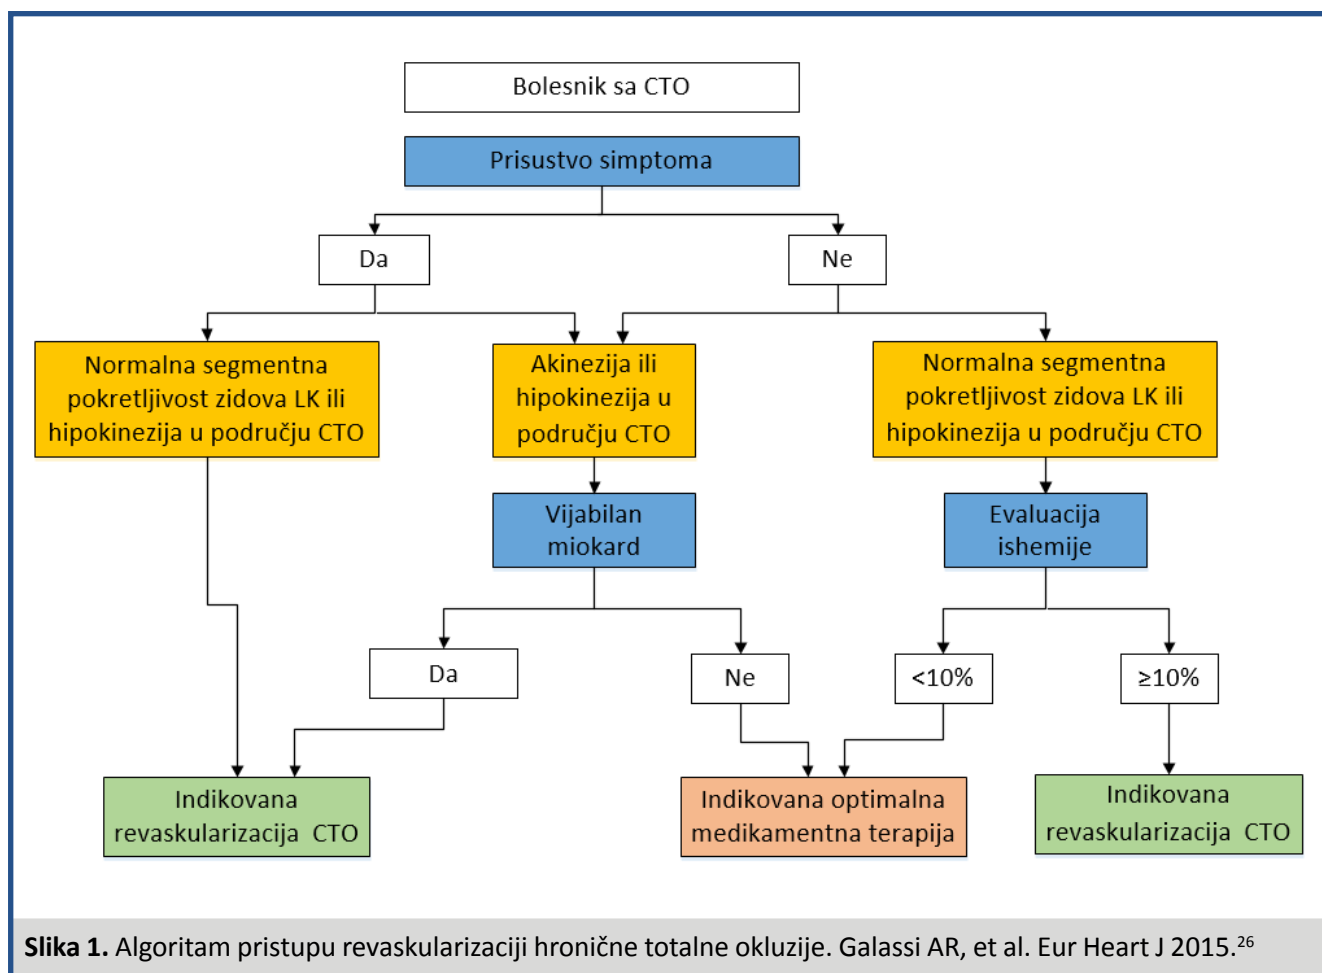 Bolesnik sa CTO
Prisustvo simptoma
Da
Ne
Normalna segmentna
pokretljivost zidova LK ili
hipokinezija u području CTO
Akinezija ili
hipokinezija u
području CTO
Normalna segmentna
pokretljivost zidova LK ili
hipokinezija u području CTO
Vijabilan
miokard
Evaluacija
ishemije
Da
Ne
<10%
≥10%
Indikovana
revaskularizacija CTO
Indikovana optimalna
medikamentna terapija
Indikovana
revaskularizacija CTO
Slika 1. Algoritam pristupu revaskularizaciji hronične totalne okluzije. Galassi AR, et al. Eur Heart J 2015.26